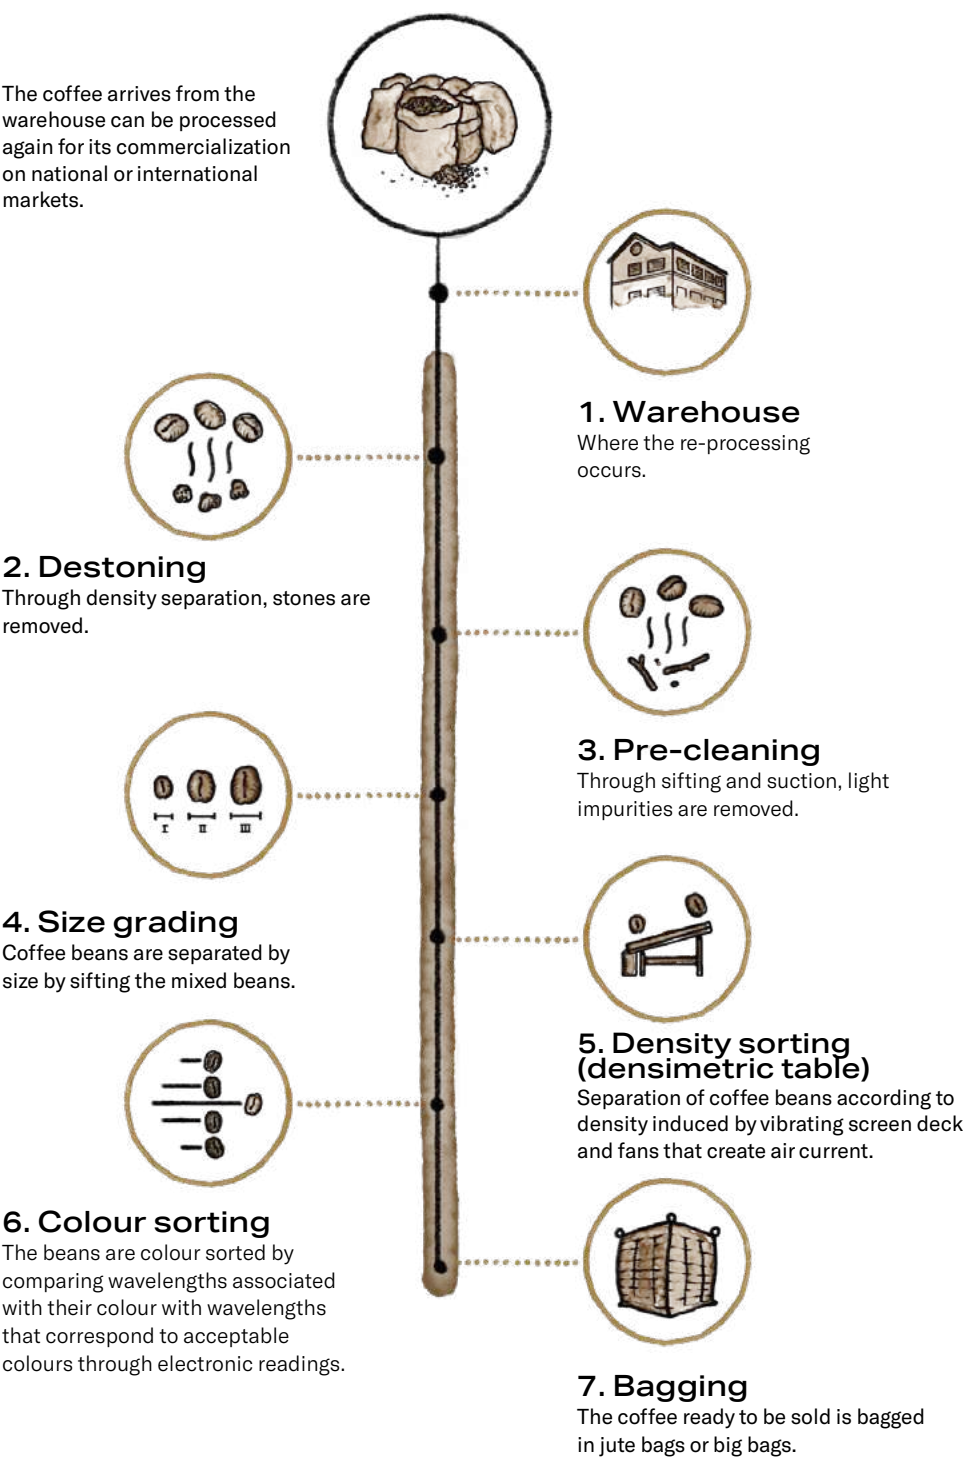 The coffee arrives from the
warehouse can be processed
again for its commercialization
on national or international
markets.
1. Warehouse
Where the re-processing
occurs.
2. Destoning
Through density separation, stones are
removed.
3. Pre-cleaning
Through sifting and suction, light
impurities are removed.
I II III
4. Size grading
Coffee beans are separated by
size by sifting the mixed beans.
5. Density sorting
(densimetric table)
Separation of coffee beans according to
density induced by vibrating screen deck
and fans that create air current.
6. Colour sorting
The beans are colour sorted by
comparing wavelengths associated
with their colour with wavelengths
that correspond to acceptable
colours through electronic readings.
7. Bagging
The coffee ready to be sold is bagged
in jute bags or big bags.